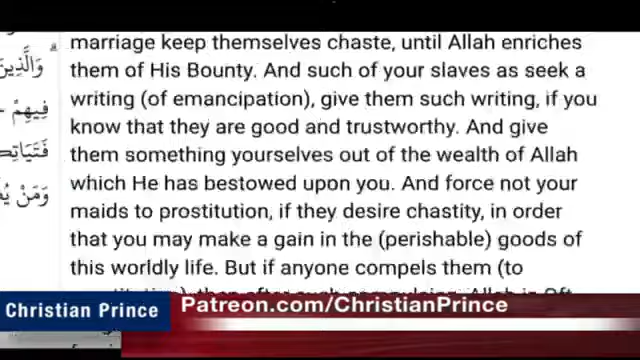 marriage keep themselves chaste, until Allah enriches
them of His Bounty. And such of your slaves as seek a
writing (of emancipation), give them such writing, if you
know that they are good and trustworthy. And give
them something yourselves out of the wealth of Allah
which He has bestowed upon you. And force not your
maids to prostitution, if they desire chastity, in order
that you may make a gain in the (perishable) goods of
this worldly life. But if anyone compels them (to
وَالَّذِينَ
فِيهِمْ
Christian Prince
Patreon.com/ChristianPrince